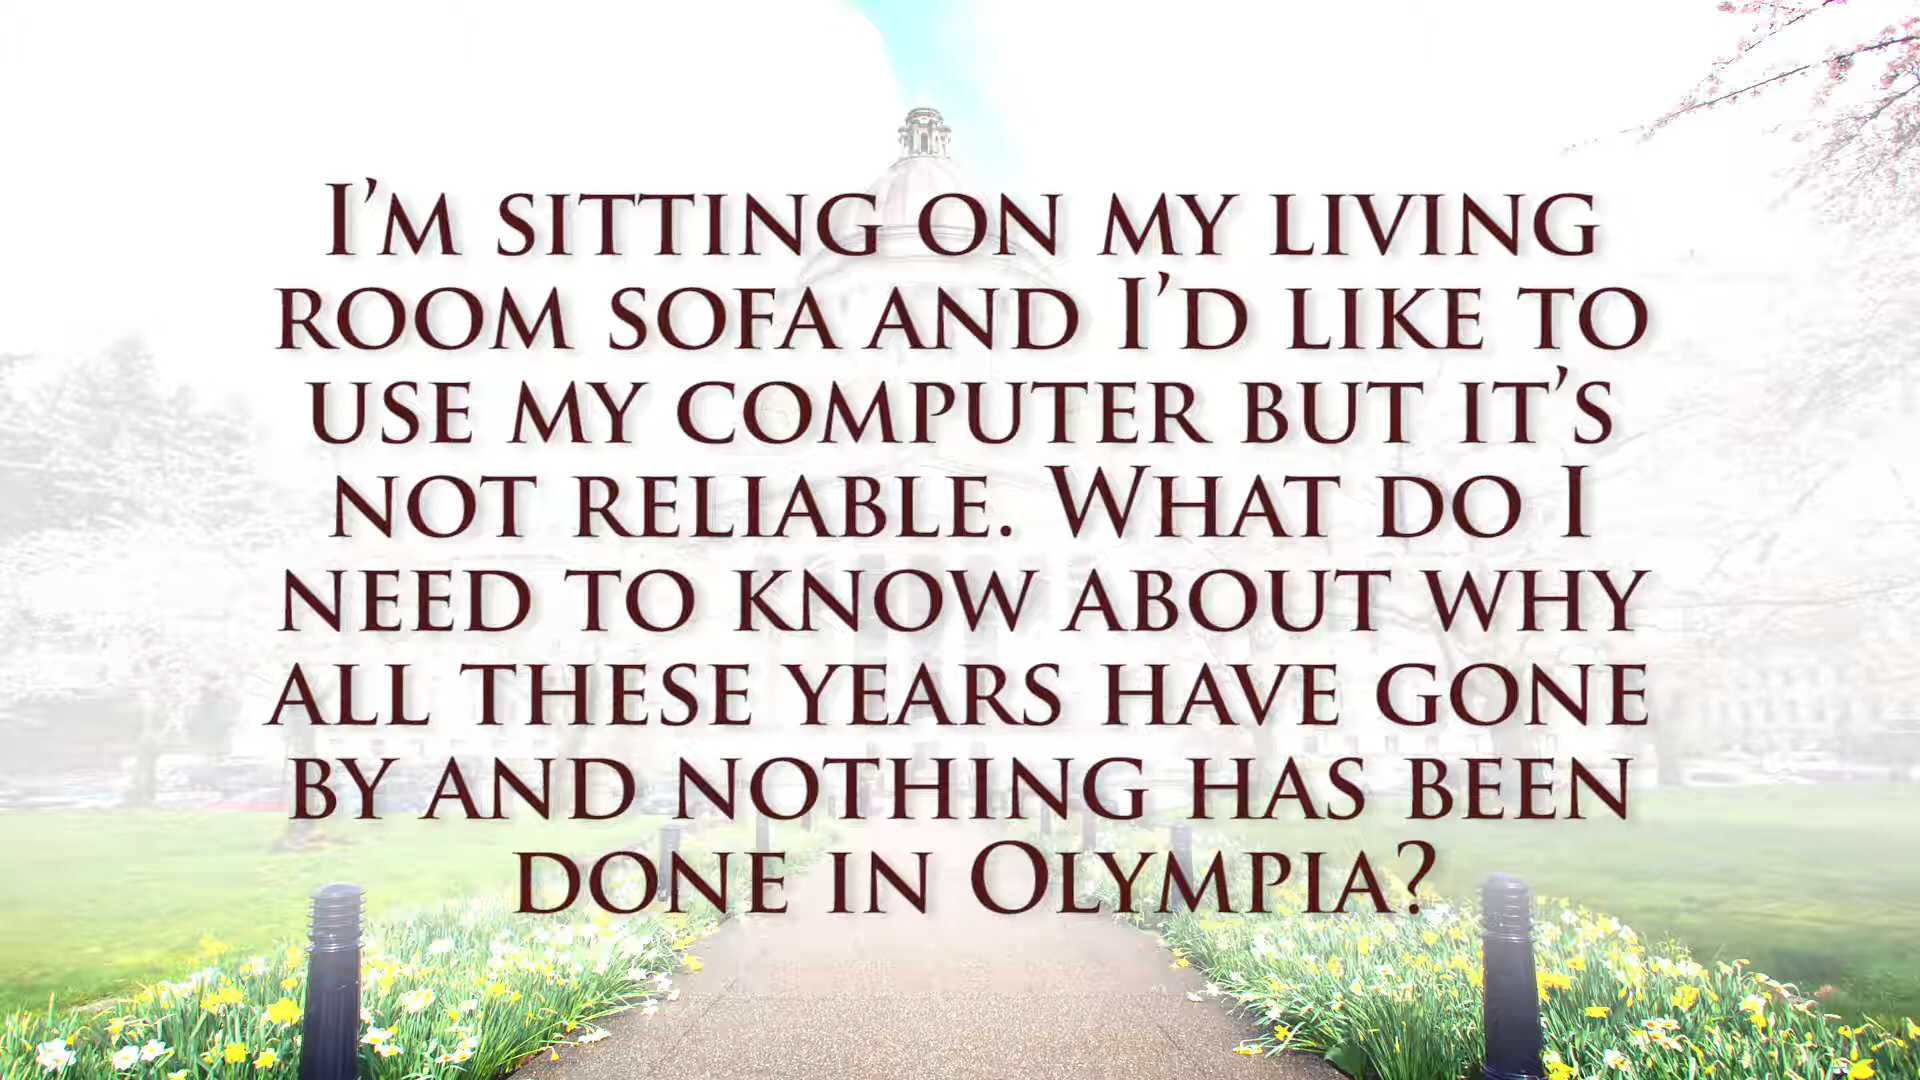 I'm sitting on my living
room sofa and I'd like to
use my computer but it's
not reliable. What do I
need to know about why
all these years have gone
by and nothing has been
done in Olympia?